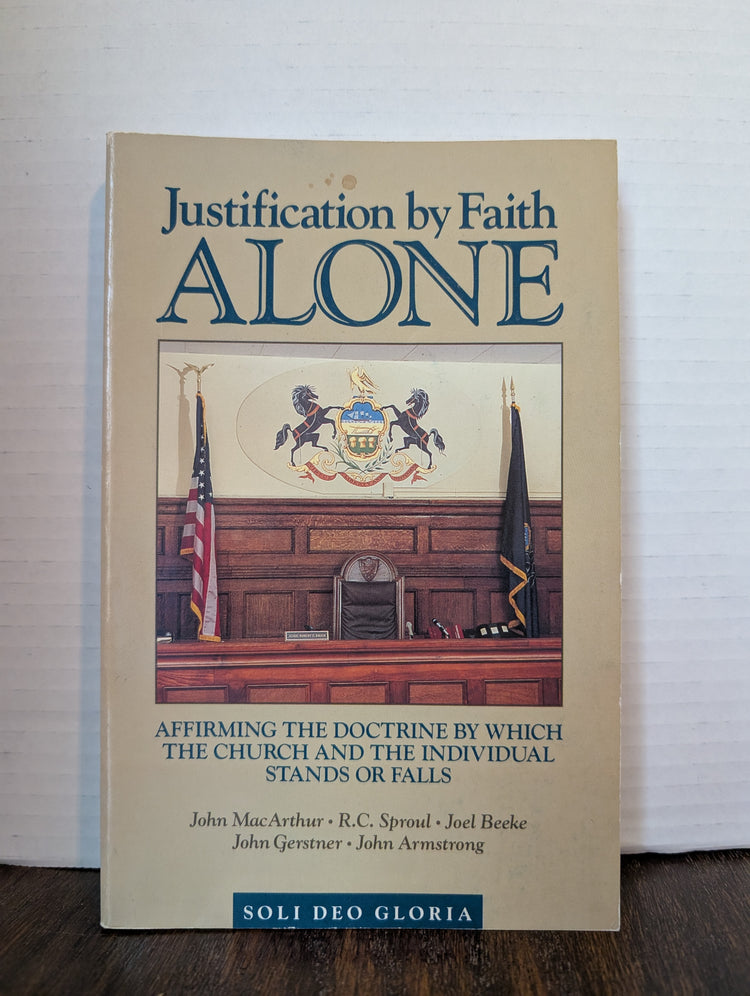 Justification by Faith
ALONE
AFFIRMING THE DOCTRINE BY WHICH
THE CHURCH AND THE INDIVIDUAL
STANDS OR FALLS
John MacArthur • R.C. Sproul • Joel Beeke
John Gerstner • John Armstrong
SOLI DEO GLORIA